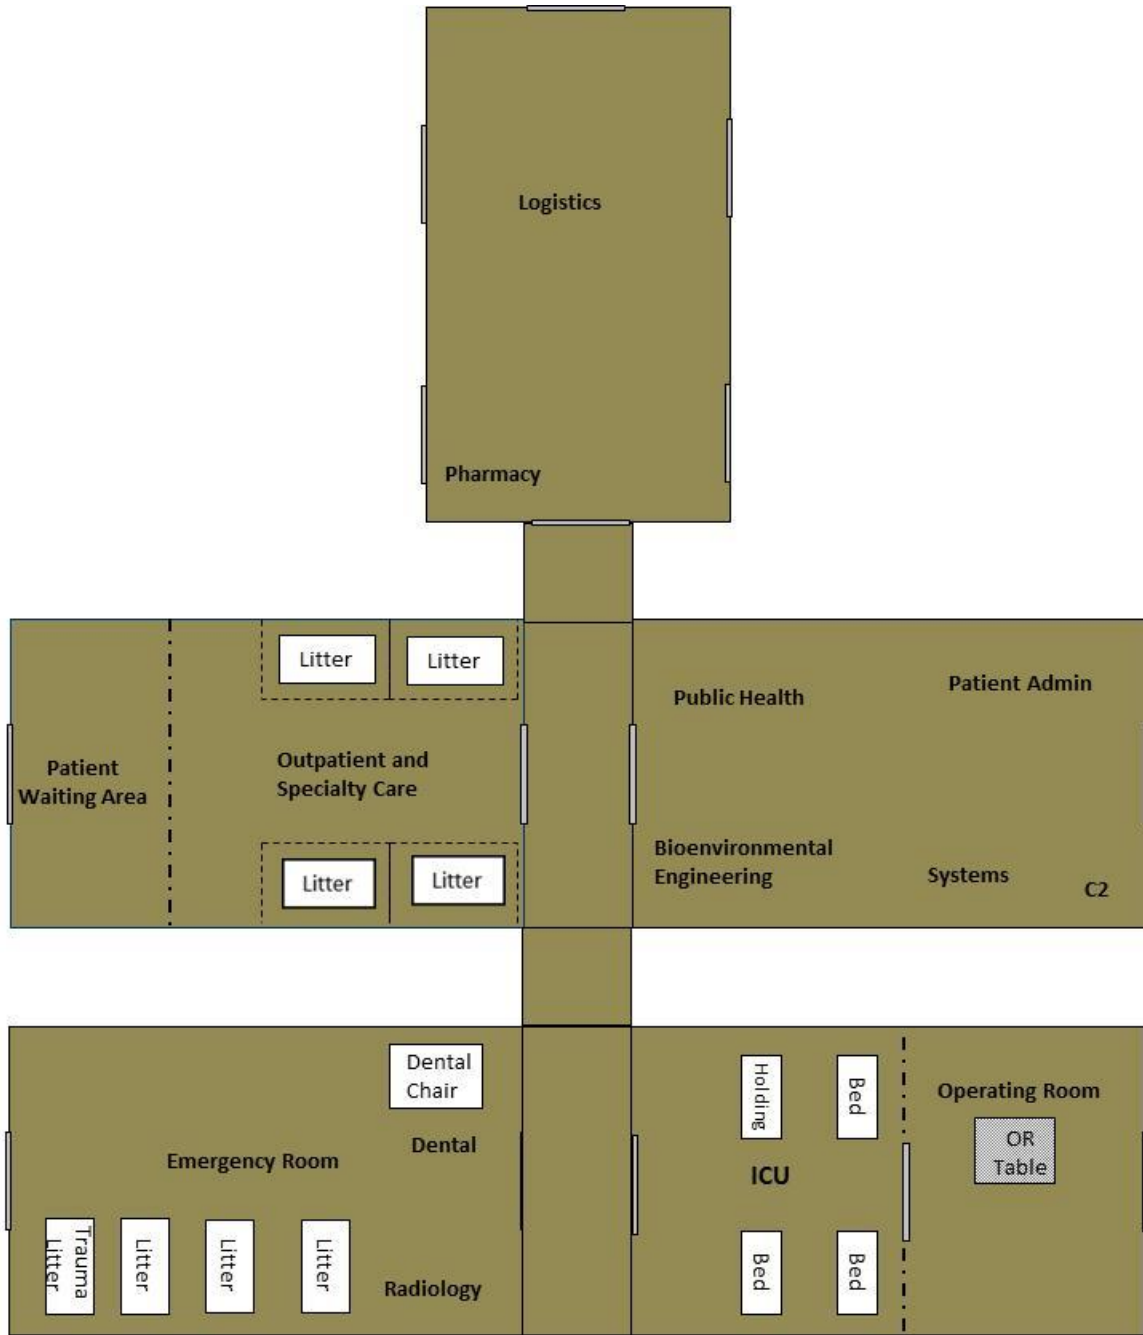 Logistics
Pharmacy
Litter
Litter
Public Health
Patient Admin
Patient
Waiting Area
Outpatient and
Specialty Care
Bioenvironmental
Engineering
Systems
C2
Litter
Litter
Dental
Chair
Dental
Emergency Room
Trauma
Litter
Litter
Litter
Litter
Radiology
Holding
Bed
ICU
Bed
Bed
Operating Room
OR
Table